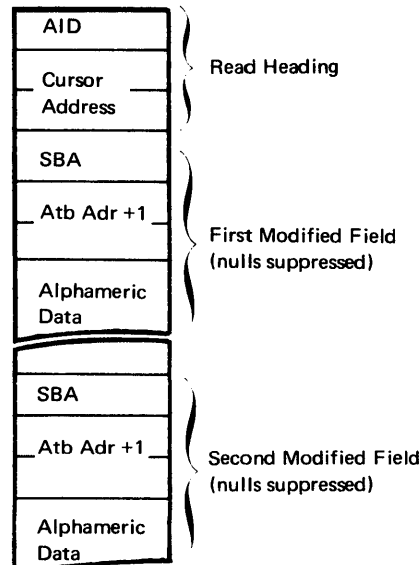 AID
Read Heading
Cursor
Address
SBA
Atb Adr +1
First Modified Field
(nulls suppressed)
Alphameric
Data
SBA
Atb Adr +1
Second Modified Field
(nulls suppressed)
Alphameric
Data